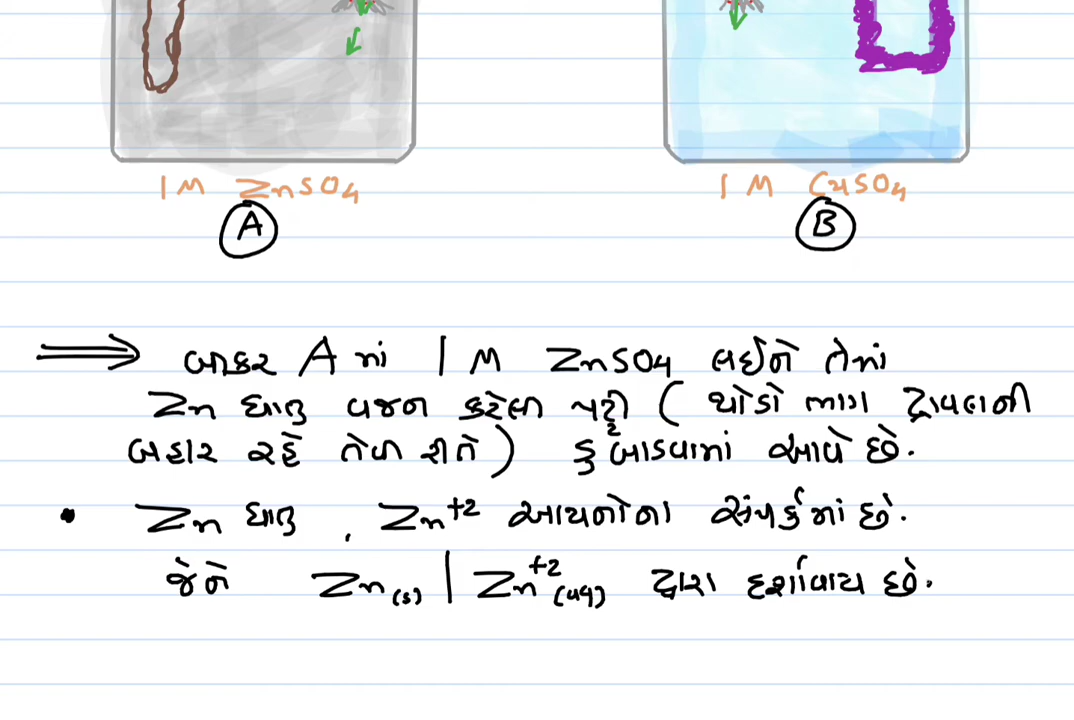 1 M ZnSO4
1 M CuSO4
A
B
⟹ બીકર A માં 1 M ZnSO4 લઈને તેમાં
Zn ધાતુ વજન કરેલી પટ્ટી ( થોડો ભાગ દ્રાવણની
બહાર રહે તેવી રીતે ) ડુબાડવામાં આવે છે.
• Zn ધાતુ , Zn+2 આયનોના સંપર્કમાં છે.
જેને Zn(s) | Zn+2(aq) દ્વારા દર્શાવાય છે.